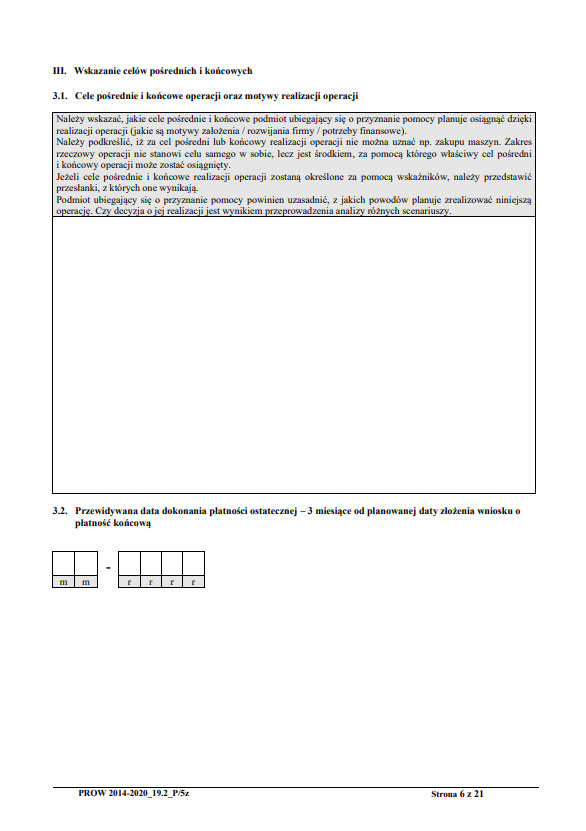 III. Wskazanie celów pośrednich i końcowych
3.1. Cele pośrednie i końcowe operacji oraz motywy realizacji operacji
Należy wskazać, jakie cele pośrednie i końcowe podmiot ubiegający się o przyznanie pomocy planuje osiągnąć dzięki
realizacji operacji (jakie są motywy założenia / rozwijania firmy / potrzeby finansowe).
Należy podkreślić, iż za cel pośredni lub końcowy realizacji operacji nie można uznać np. zakupu maszyn. Zakres
rzeczowy operacji nie stanowi celu samego w sobie, lecz jest środkiem, za pomocą którego właściwy cel pośredni
i końcowy operacji może zostać osiągnięty.
Jeżeli cele pośrednie i końcowe realizacji operacji zostaną określone za pomocą wskaźników, należy przedstawić
przesłanki, z których one wynikają.
Podmiot ubiegający się o przyznanie pomocy powinien uzasadnić, z jakich powodów planuje zrealizować niniejszą
operację. Czy decyzja o jej realizacji jest wynikiem przeprowadzenia analizy różnych scenariuszy.
3.2. Przewidywana data dokonania płatności ostatecznej – 3 miesiące od planowanej daty złożenia wniosku o
płatność końcową
-
m m r r r r
PROW 2014-2020_19.2_P/5z Strona 6 z 21